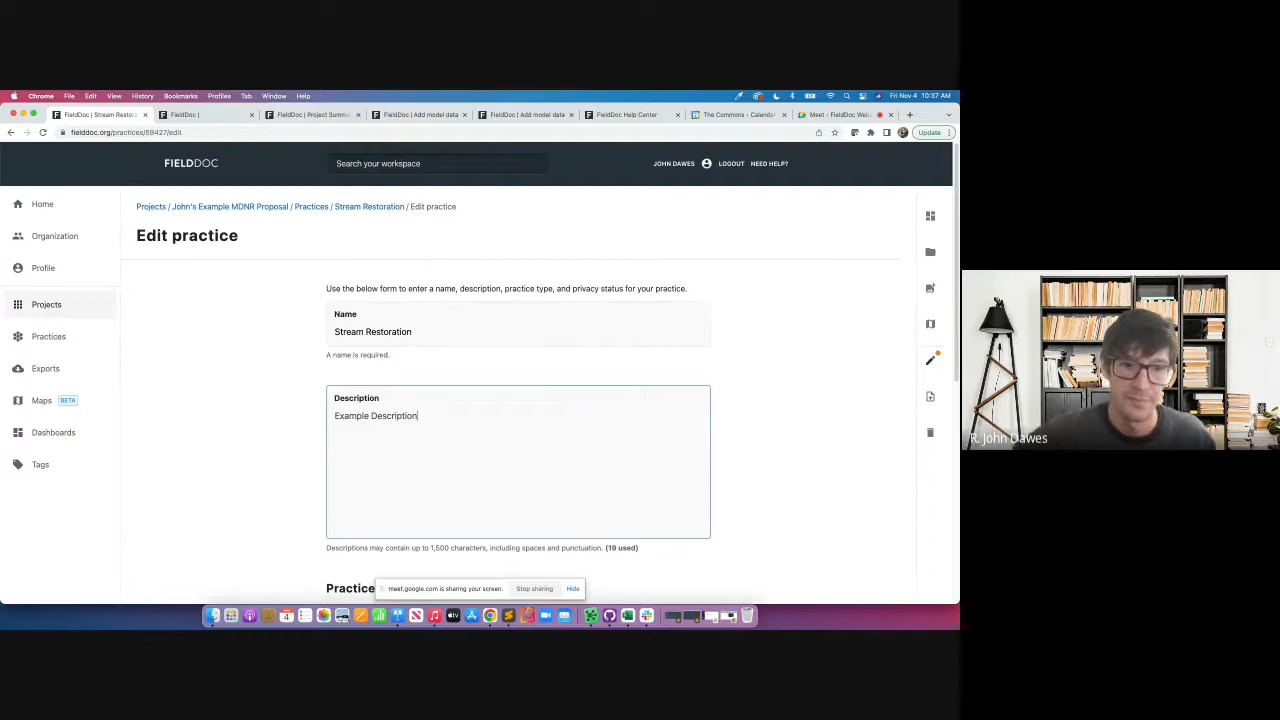 Chrome File Edit View History Bookmarks Profiles Tab Window Help
Fri Nov 4 10:37 AM
FieldDoc | Stream Restora
FieldDoc |
FieldDoc | Project Summa
FieldDoc | Add model data
FieldDoc | Add model data
FieldDoc Help Center
The Commons - Calendar
Meet - FieldDoc Web
fielddoc.org/practices/59427/edit
Update
FIELDDOC
Search your workspace
JOHN DAWES
LOGOUT
NEED HELP?
Home
Organization
Profile
Projects
Practices
Exports
Maps BETA
Dashboards
Tags
Projects / John's Example MDNR Proposal / Practices / Stream Restoration / Edit practice
Edit practice
Use the below form to enter a name, description, practice type, and privacy status for your practice.
Name
Stream Restoration
A name is required.
Description
Example Description
Descriptions may contain up to 1,500 characters, including spaces and punctuation. (19 used)
Practice
meet.google.com is sharing your screen.
Stop sharing
Hide
R. John Dawes